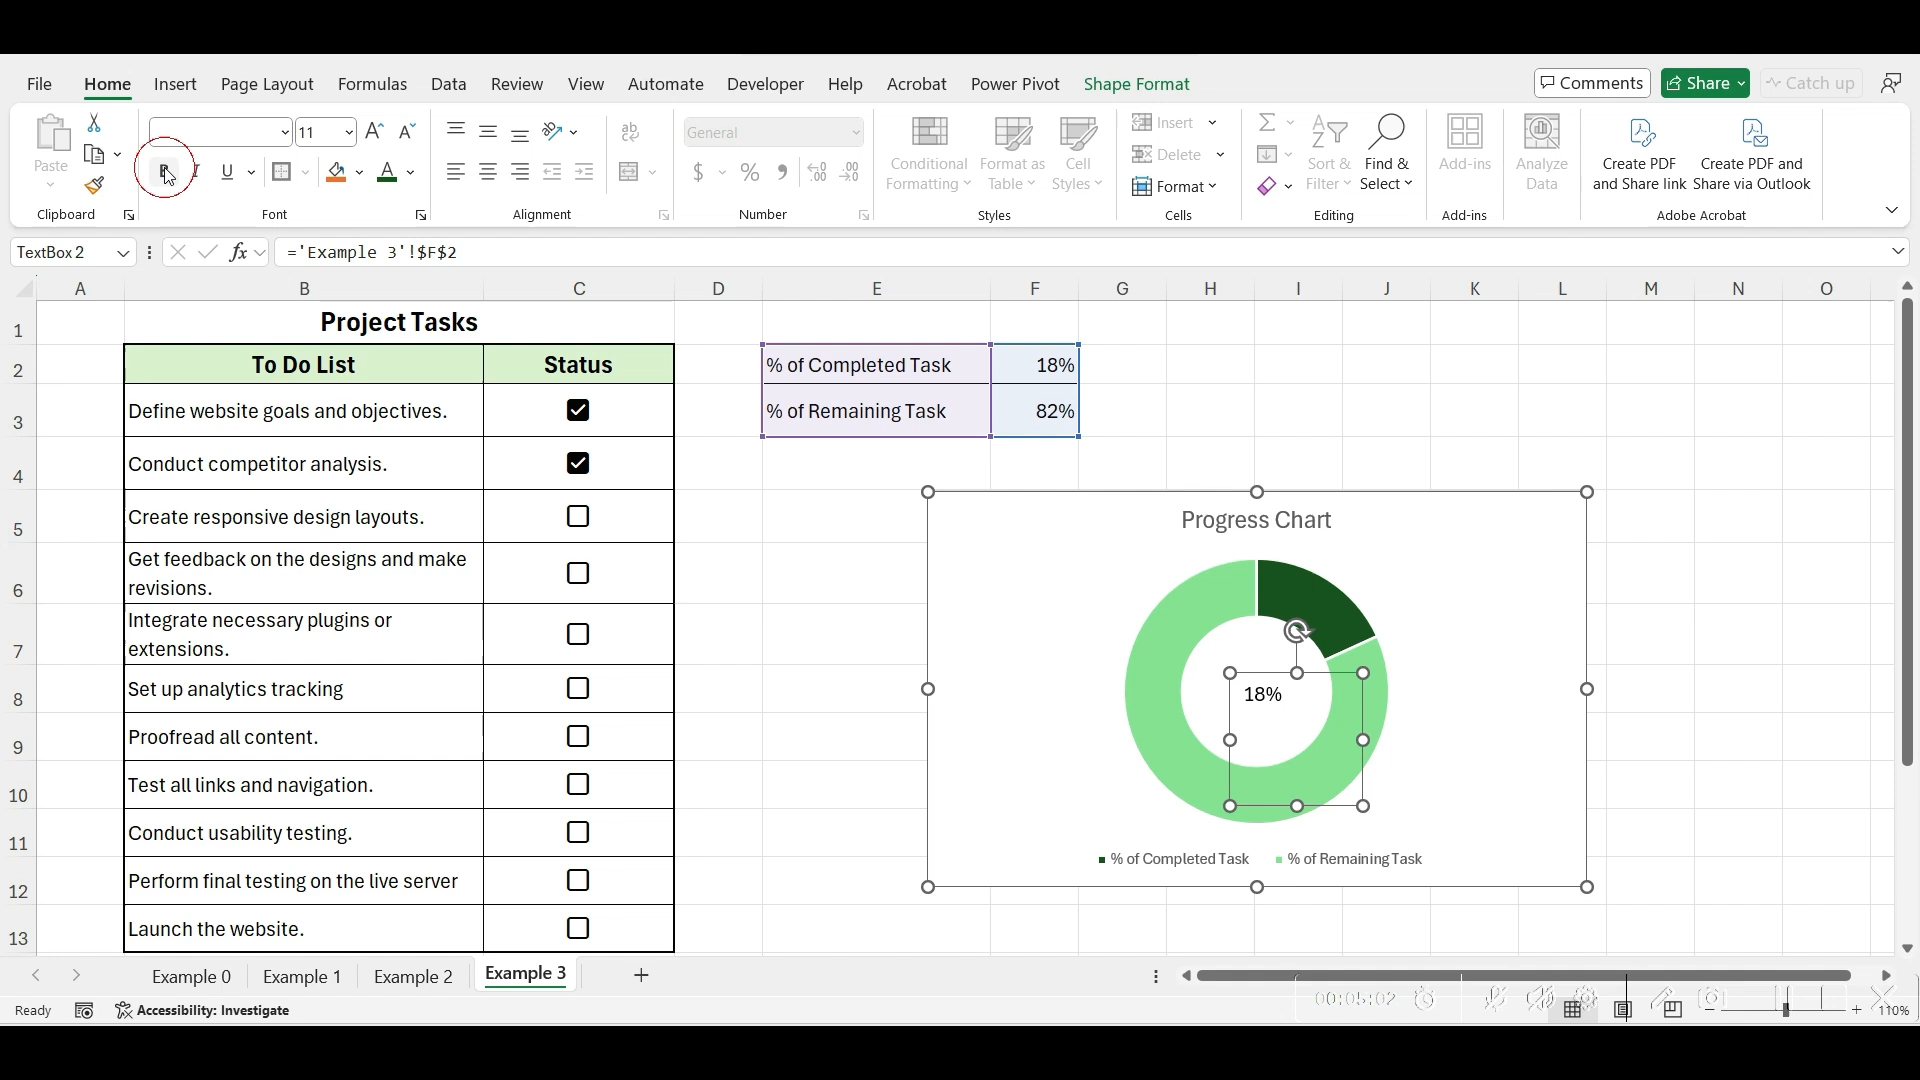 File Home Insert Page Layout Formulas Data Review View Automate Developer Help Acrobat Power Pivot Shape Format Comments Share Catch up
Paste
Clipboard
11
B I U
Font
ab
Alignment
General
$ % 9 .00
Number
Conditional Formatting
Format as Table
Cell Styles
Styles
Insert
Delete
Format
Cells
Sort & Filter
Find & Select
Editing
Add-ins
Add-ins
Analyze Data
Create PDF and Share link
Create PDF and Share via Outlook
Adobe Acrobat
TextBox 2 fx ='Example 3'!$F$2
A B C D E F G H I J K L M N O
1 Project Tasks
2 To Do List Status % of Completed Task 18%
3 Define website goals and objectives. % of Remaining Task 82%
4 Conduct competitor analysis.
5 Create responsive design layouts.
6 Get feedback on the designs and make
revisions.
7 Integrate necessary plugins or
extensions.
8 Set up analytics tracking
9 Proofread all content.
10 Test all links and navigation.
11 Conduct usability testing.
12 Perform final testing on the live server
13 Launch the website.
Progress Chart
18%
% of Completed Task % of Remaining Task
Example 0 Example 1 Example 2 Example 3 +
Ready Accessibility: Investigate 00:05:02 110%